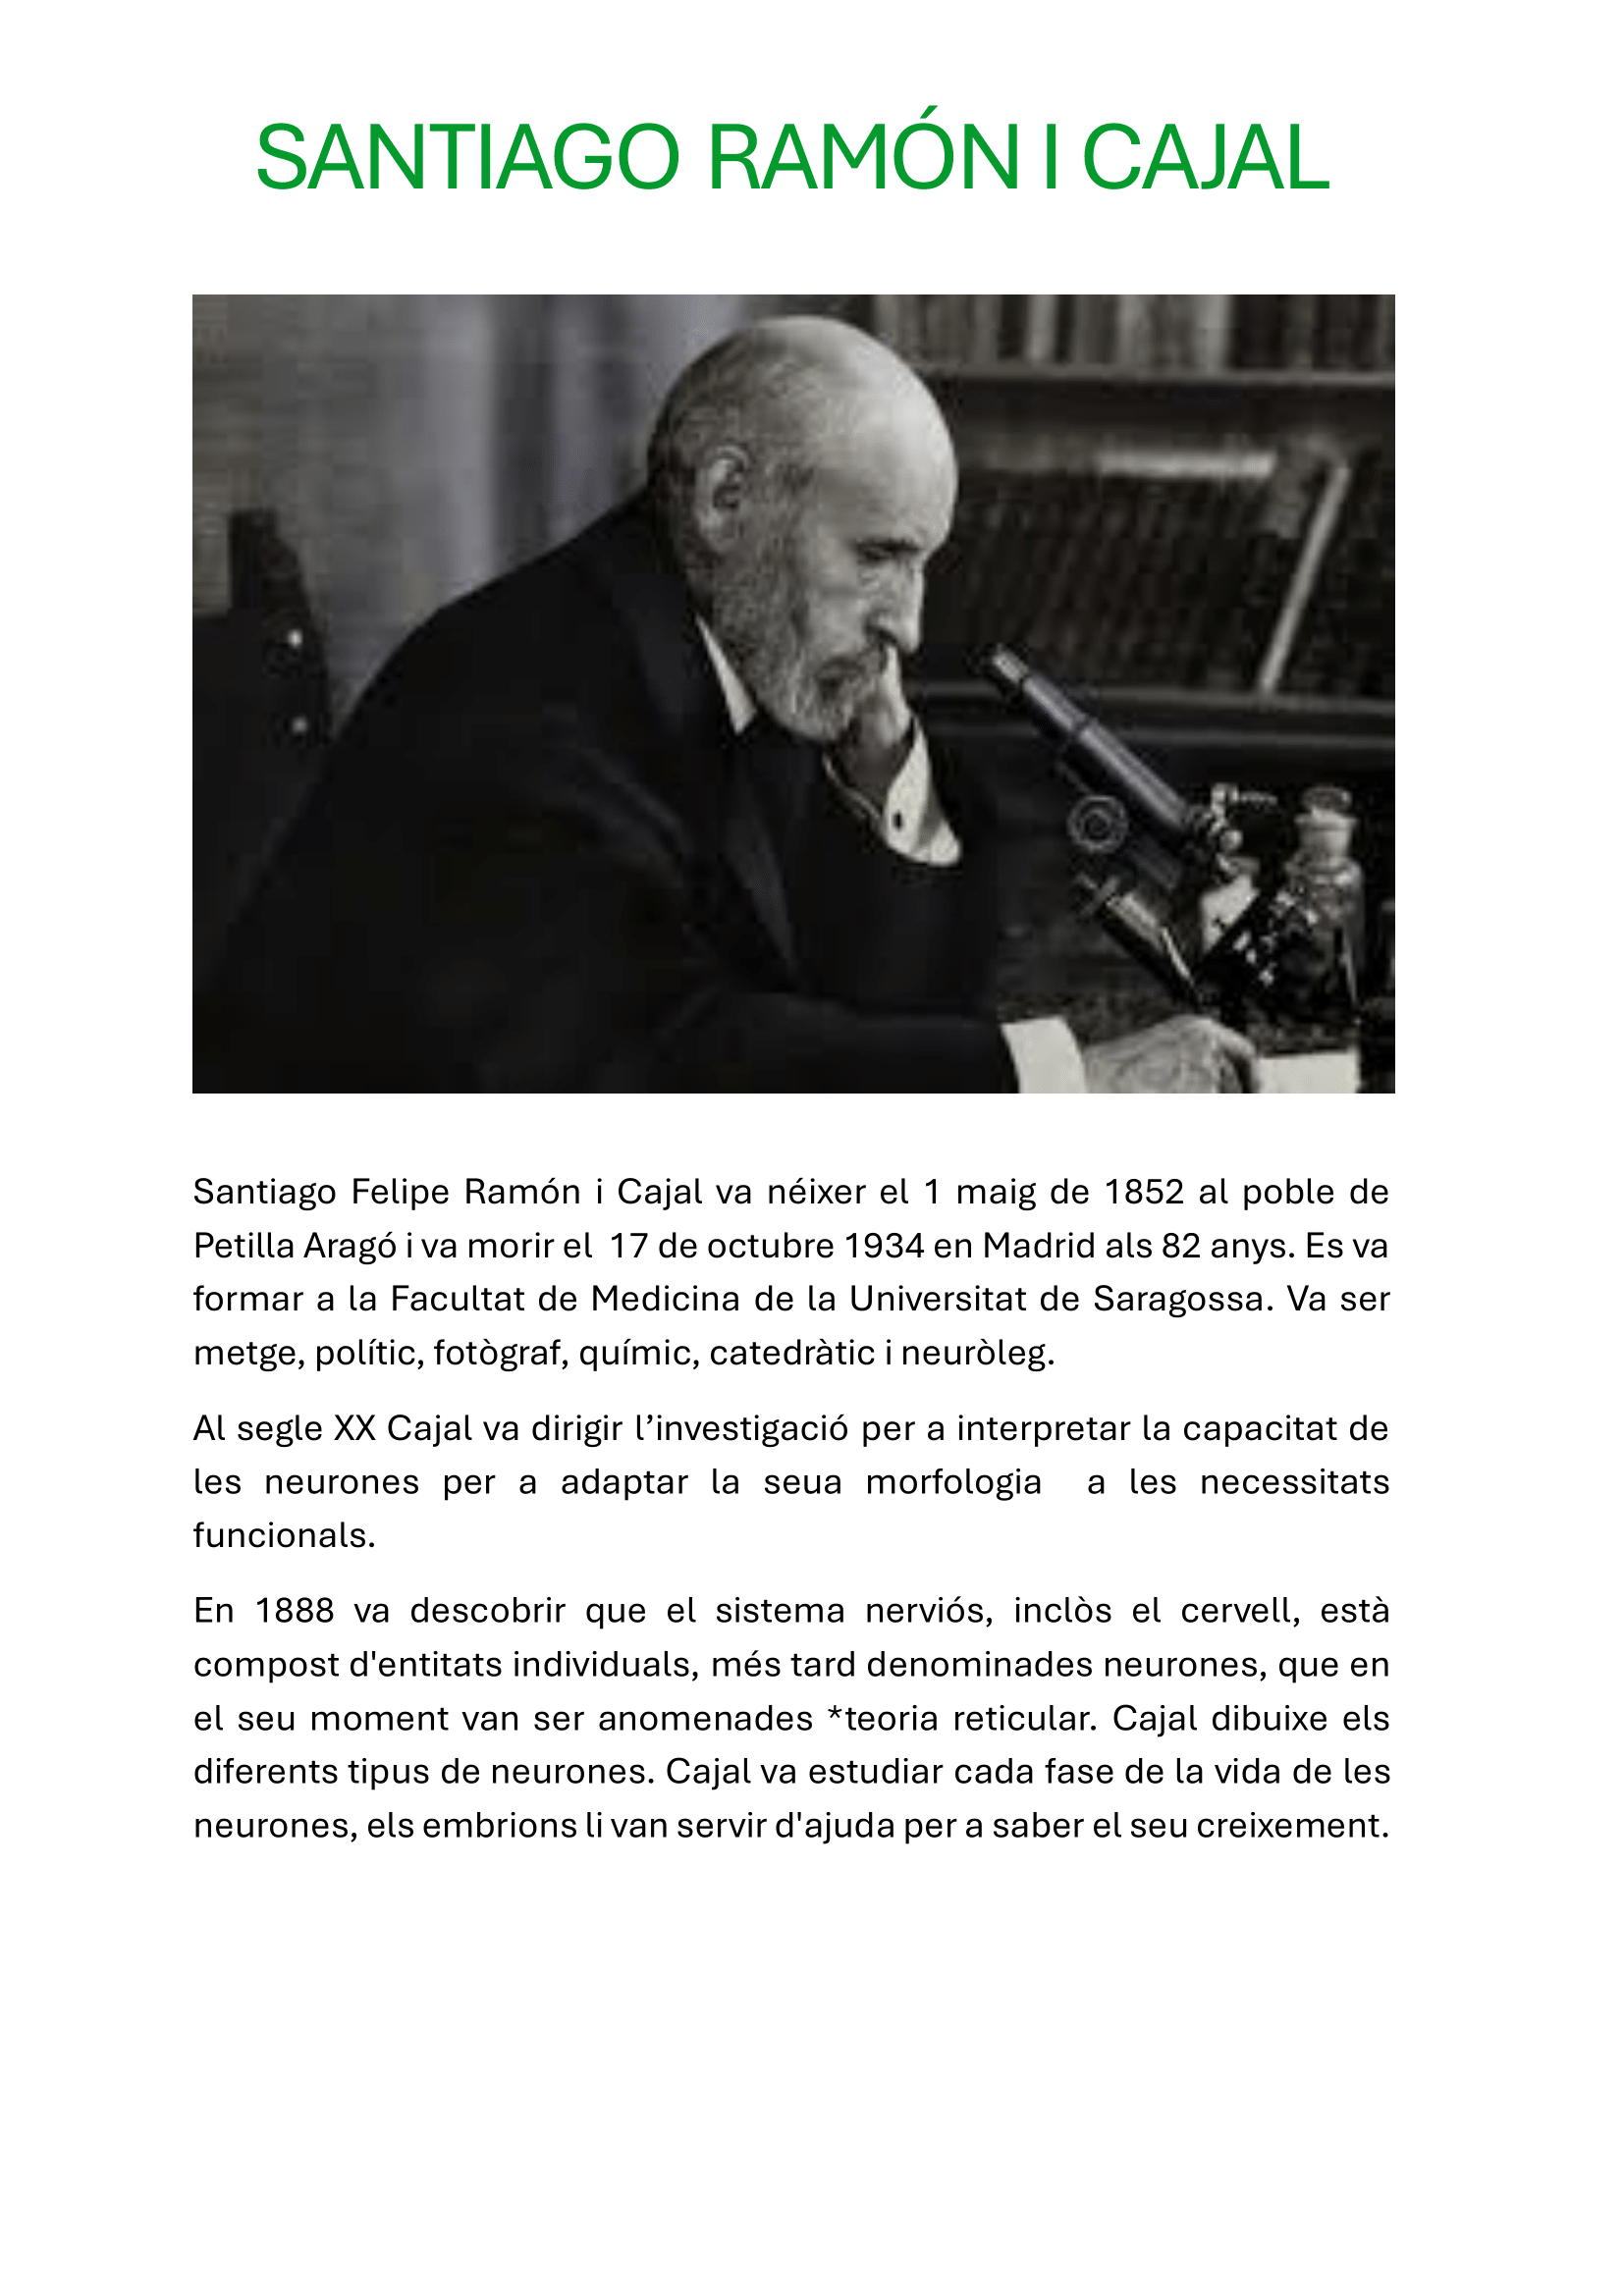 SANTIAGO RAMÓN I CAJAL
Santiago Felipe Ramón i Cajal va néixer el 1 maig de 1852 al poble de
Petilla Aragó i va morir el 17 de octubre 1934 en Madrid als 82 anys. Es va
formar a la Facultat de Medicina de la Universitat de Saragossa. Va ser
metge, polític, fotògraf, químic, catedràtic i neuròleg.
Al segle XX Cajal va dirigir l’investigació per a interpretar la capacitat de
les neurones per a adaptar la seua morfologia a les necessitats
funcionals.
En 1888 va descobrir que el sistema nerviós, inclòs el cervell, està
compost d'entitats individuals, més tard denominades neurones, que en
el seu moment van ser anomenades *teoria reticular. Cajal dibuixe els
diferents tipus de neurones. Cajal va estudiar cada fase de la vida de les
neurones, els embrions li van servir d'ajuda per a saber el seu creixement.